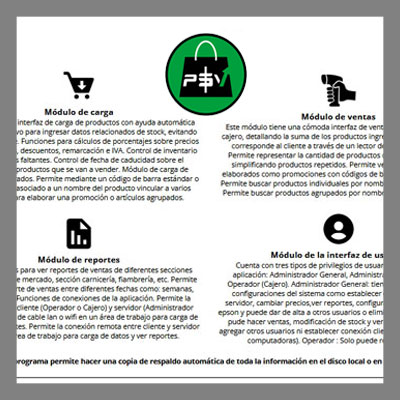 P$V
Módulo de carga
interfaz de carga de productos con ayuda automática
vo para ingresar datos relacionados de stock, evitando
e. Funciones para cálculos de porcentajes sobre precios
, descuentos, remarcación e IVA. Control de inventario
s faltantes. Control de fecha de caducidad sobre el
productos que se van a vender. Módulo de carga de
ados. Permite mediante un código de barra estándar o
asociado a un nombre del producto vincular a varios
ara elaborar una promoción o artículos agrupados.
Módulo de ventas
Este módulo tiene una cómoda interfaz de vent
cajero, detallando la suma de los productos ingre
corresponde al cliente a través de un lector de
Permite representar la cantidad de productos
simplificando productos repetidos. Permite ve
elaborados como promociones con códigos de b
Permite buscar productos individuales por nomb
Permite buscar productos agrupados por nomb
Módulo de reportes
s para ver reportes de ventas de diferentes secciones
e mercado, sección carnicería, fiambrería, etc. Permite
rte de ventas entre diferentes fechas como: semanas,
Funciones de conexiones de la aplicación. Permite la
cliente (Operador o Cajero) y servidor (Administrador
de cable lan o wifi en un área de trabajo para carga de
tes. Permite la conexión remota entre cliente y servidor
rea de trabajo para carga de datos y ver reportes.
Módulo de la interfaz de us
Cuenta con tres tipos de privilegios de usuar
aplicación: Administrador General, Administra
Operador (Cajero). Administrador General: tien
configuraciones del sistema como establecer
servidor, cambiar precios,ver reportes, configur
epson y puede dar de alta a otros usuarios o elimi
pude hacer ventas, modificación de stock y ver
agregar otros usuarios ni establecer conexión clie
computadoras). Operador : Solo puede re
programa permite hacer una copia de respaldo automática de toda la información en el disco local o en